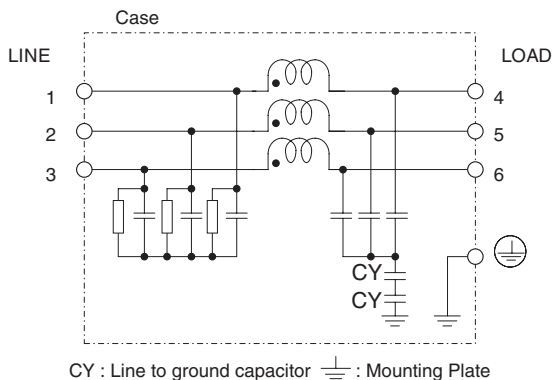 Case
LINE
LOAD
1
4
2
5
3
6
CY
CY
CY : Line to ground capacitor : Mounting Plate